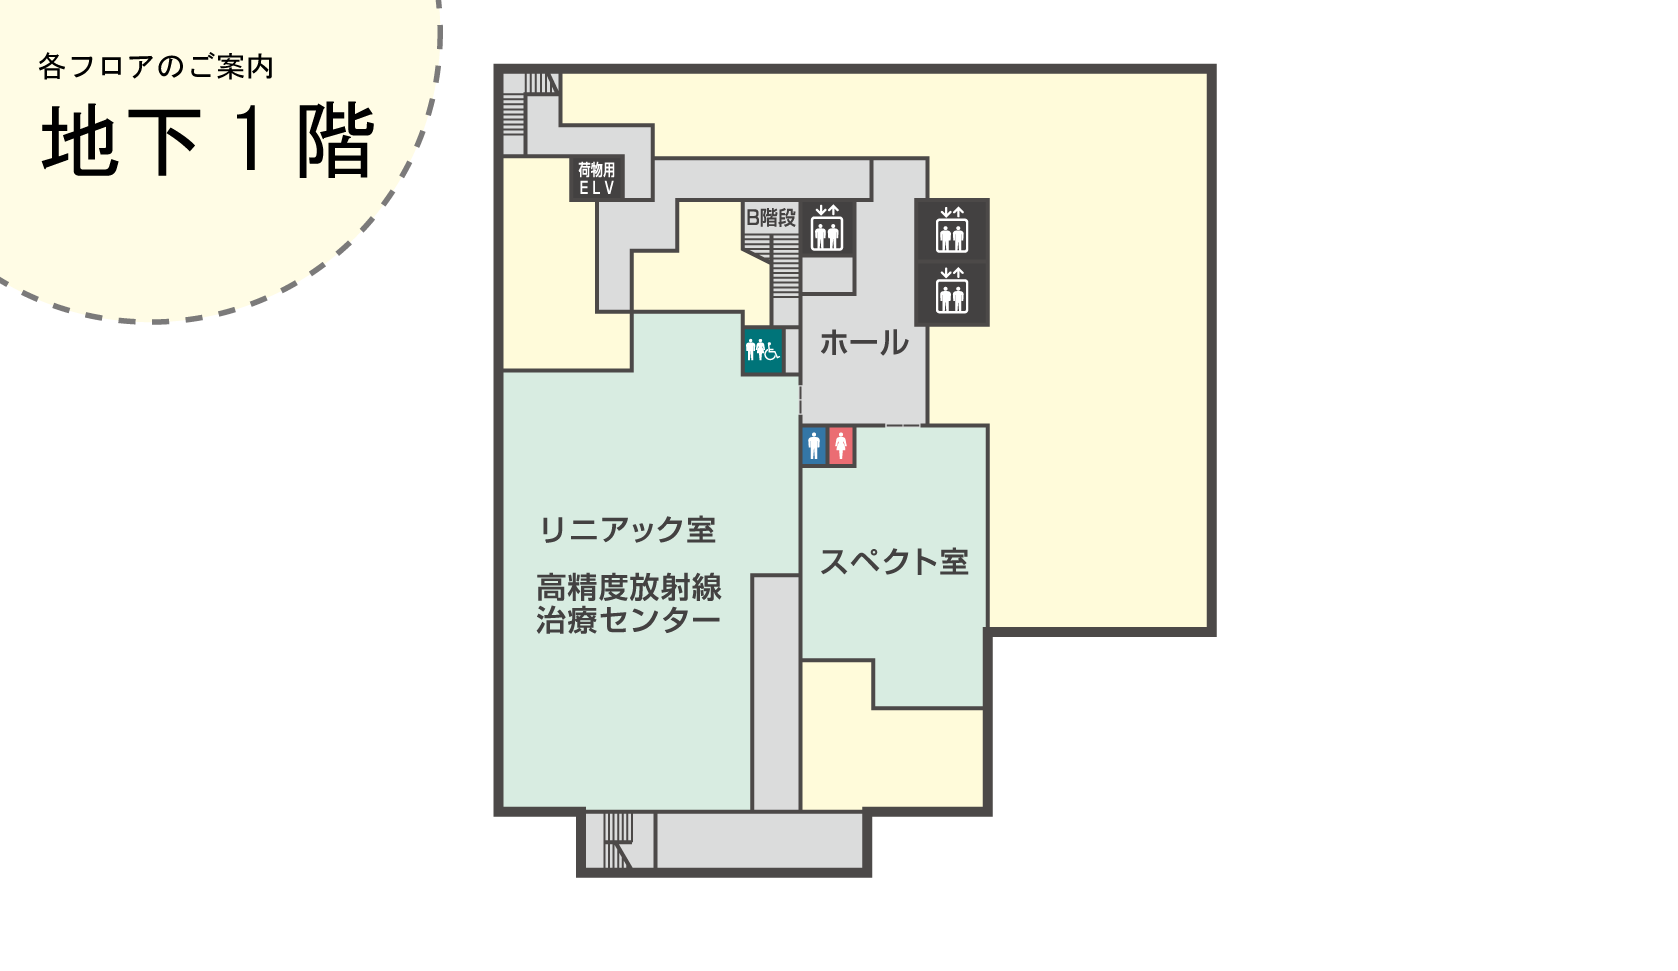 各フロアのご案内
地下１階
荷物用
ELV
B階段
ホール
リニアック室
スペクト室
高精度放射線
治療センター